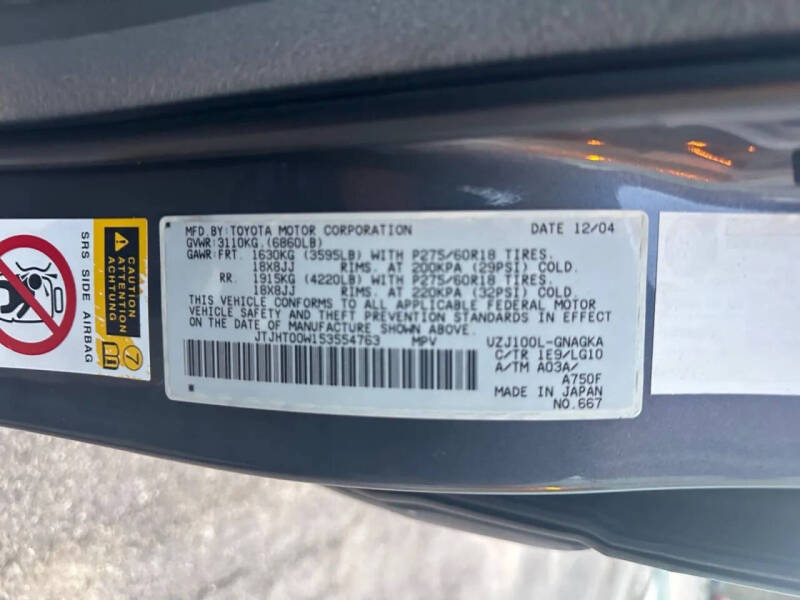 MFD.BY:TOYOTA MOTOR CORPORATION DATE 12/04
GVWR:3110KG.(6860LB)
GAWR:FRT. 1630KG (3595LB) WITH P275/60R18 TIRES.
18X8JJ RIMS. AT 200KPA (29PSI) COLD.
RR. 1915KG (4220LB) WITH P275/60R18 TIRES.
18X8JJ RIMS. AT 220KPA (32PSI) COLD.
THIS VEHICLE CONFORMS TO ALL APPLICABLE FEDERAL MOTOR
VEHICLE SAFETY AND THEFT PREVENTION STANDARDS IN EFFECT
ON THE DATE OF MANUFACTURE SHOWN ABOVE.
JTJHT00W153554763 MPV UZJ100L-GNAGKA
C/TR 1E9/LG10
A/TM A03A/
A750F
MADE IN JAPAN
NO.667
CAUTION
ATTENTION
ACHTUNG
SRS SIDE AIRBAG
7